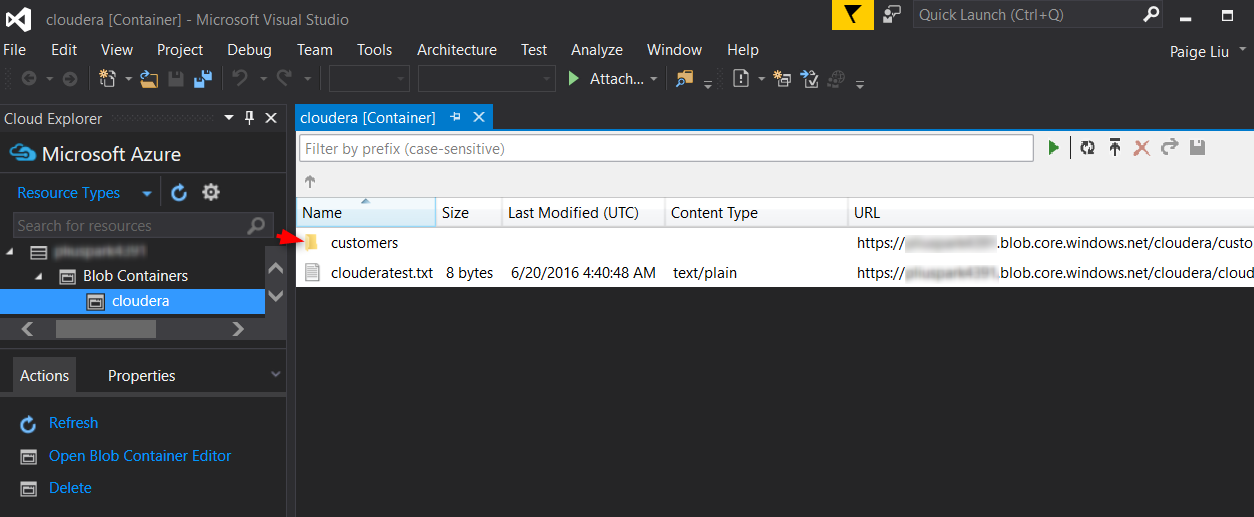 cloudera [Container] - Microsoft Visual Studio
Quick Launch (Ctrl+Q)
File Edit View Project Debug Team Tools Architecture Test Analyze Window Help
Paige Liu
Attach...
Cloud Explorer
Microsoft Azure
Resource Types
Search for resources
Blob Containers
cloudera
Actions Properties
Refresh
Open Blob Container Editor
Delete
cloudera [Container]
Filter by prefix (case-sensitive)
Name Size Last Modified (UTC) Content Type URL
customers https:// .blob.core.windows.net/cloudera/custo
clouderatest.txt 8 bytes 6/20/2016 4:40:48 AM text/plain https:// .blob.core.windows.net/cloudera/cloud